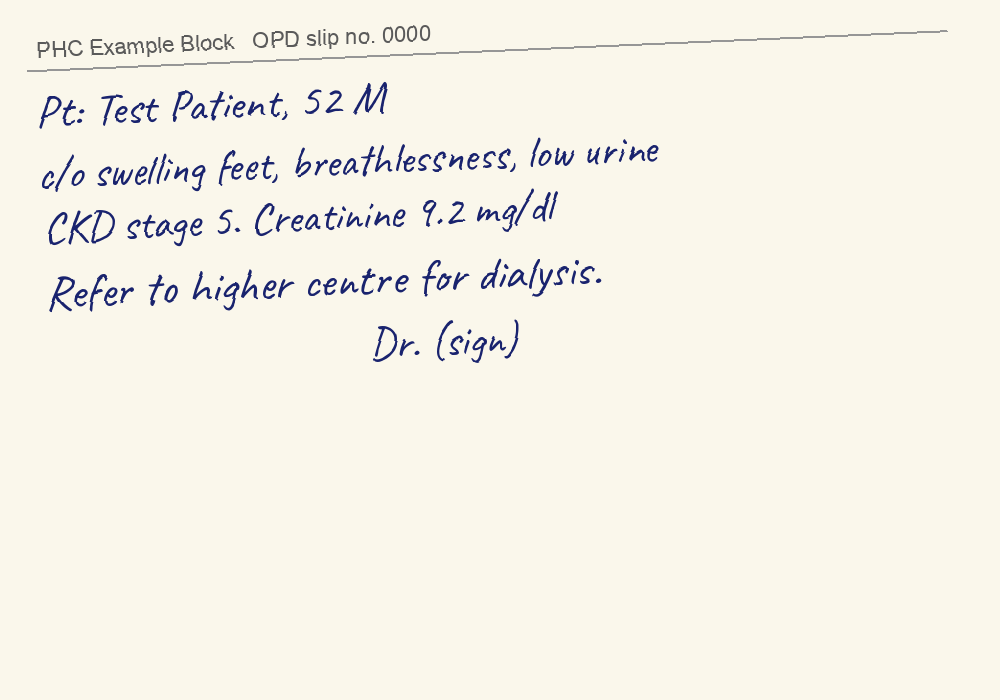 PHC Example Block OPD slip no. 0000
Pt: Test Patient, 52 M
c/o swelling feet, breathlessness, low urine
CKD stage 5. Creatinine 9.2 mg/dl
Refer to higher centre for dialysis.
Dr. (sign)